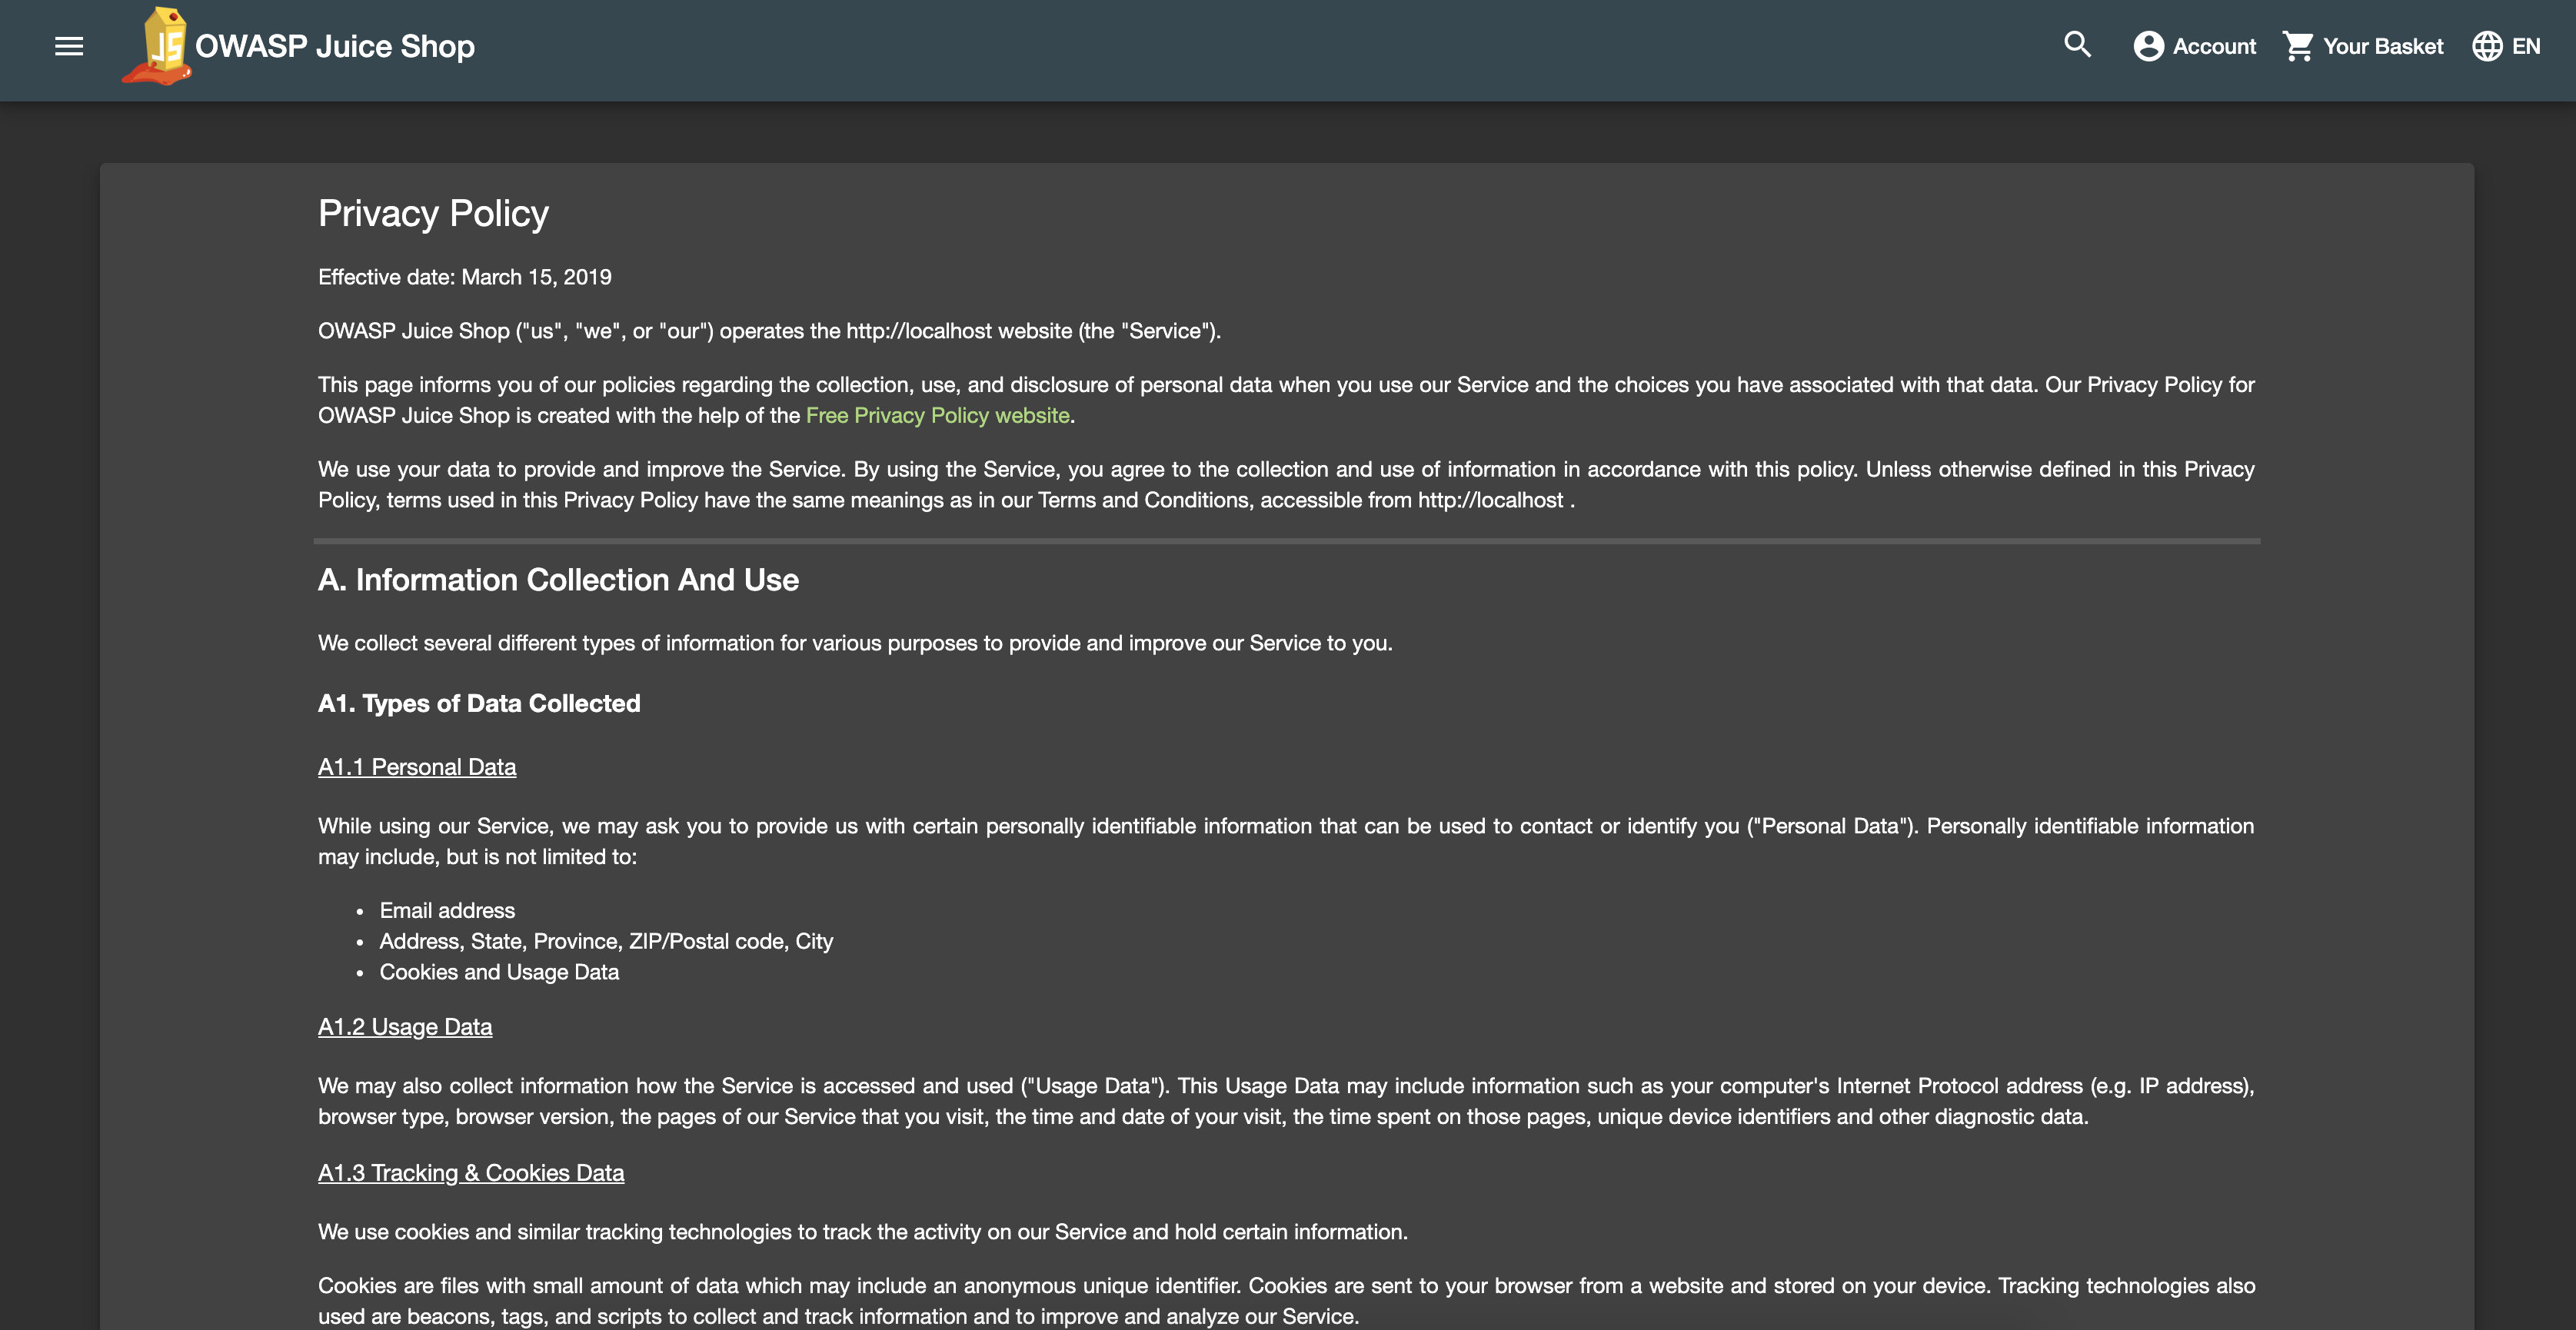 JS
OWASP Juice Shop
Account
Your Basket
EN
Privacy Policy
Effective date: March 15, 2019
OWASP Juice Shop ("us", "we", or "our") operates the http://localhost website (the "Service").
This page informs you of our policies regarding the collection, use, and disclosure of personal data when you use our Service and the choices you have associated with that data. Our Privacy Policy for
OWASP Juice Shop is created with the help of the Free Privacy Policy website.
We use your data to provide and improve the Service. By using the Service, you agree to the collection and use of information in accordance with this policy. Unless otherwise defined in this Privacy
Policy, terms used in this Privacy Policy have the same meanings as in our Terms and Conditions, accessible from http://localhost .
A. Information Collection And Use
We collect several different types of information for various purposes to provide and improve our Service to you.
A1. Types of Data Collected
A1.1 Personal Data
While using our Service, we may ask you to provide us with certain personally identifiable information that can be used to contact or identify you ("Personal Data"). Personally identifiable information
may include, but is not limited to:
• Email address
• Address, State, Province, ZIP/Postal code, City
• Cookies and Usage Data
A1.2 Usage Data
We may also collect information how the Service is accessed and used ("Usage Data"). This Usage Data may include information such as your computer's Internet Protocol address (e.g. IP address),
browser type, browser version, the pages of our Service that you visit, the time and date of your visit, the time spent on those pages, unique device identifiers and other diagnostic data.
A1.3 Tracking & Cookies Data
We use cookies and similar tracking technologies to track the activity on our Service and hold certain information.
Cookies are files with small amount of data which may include an anonymous unique identifier. Cookies are sent to your browser from a website and stored on your device. Tracking technologies also
used are beacons, tags, and scripts to collect and track information and to improve and analyze our Service.